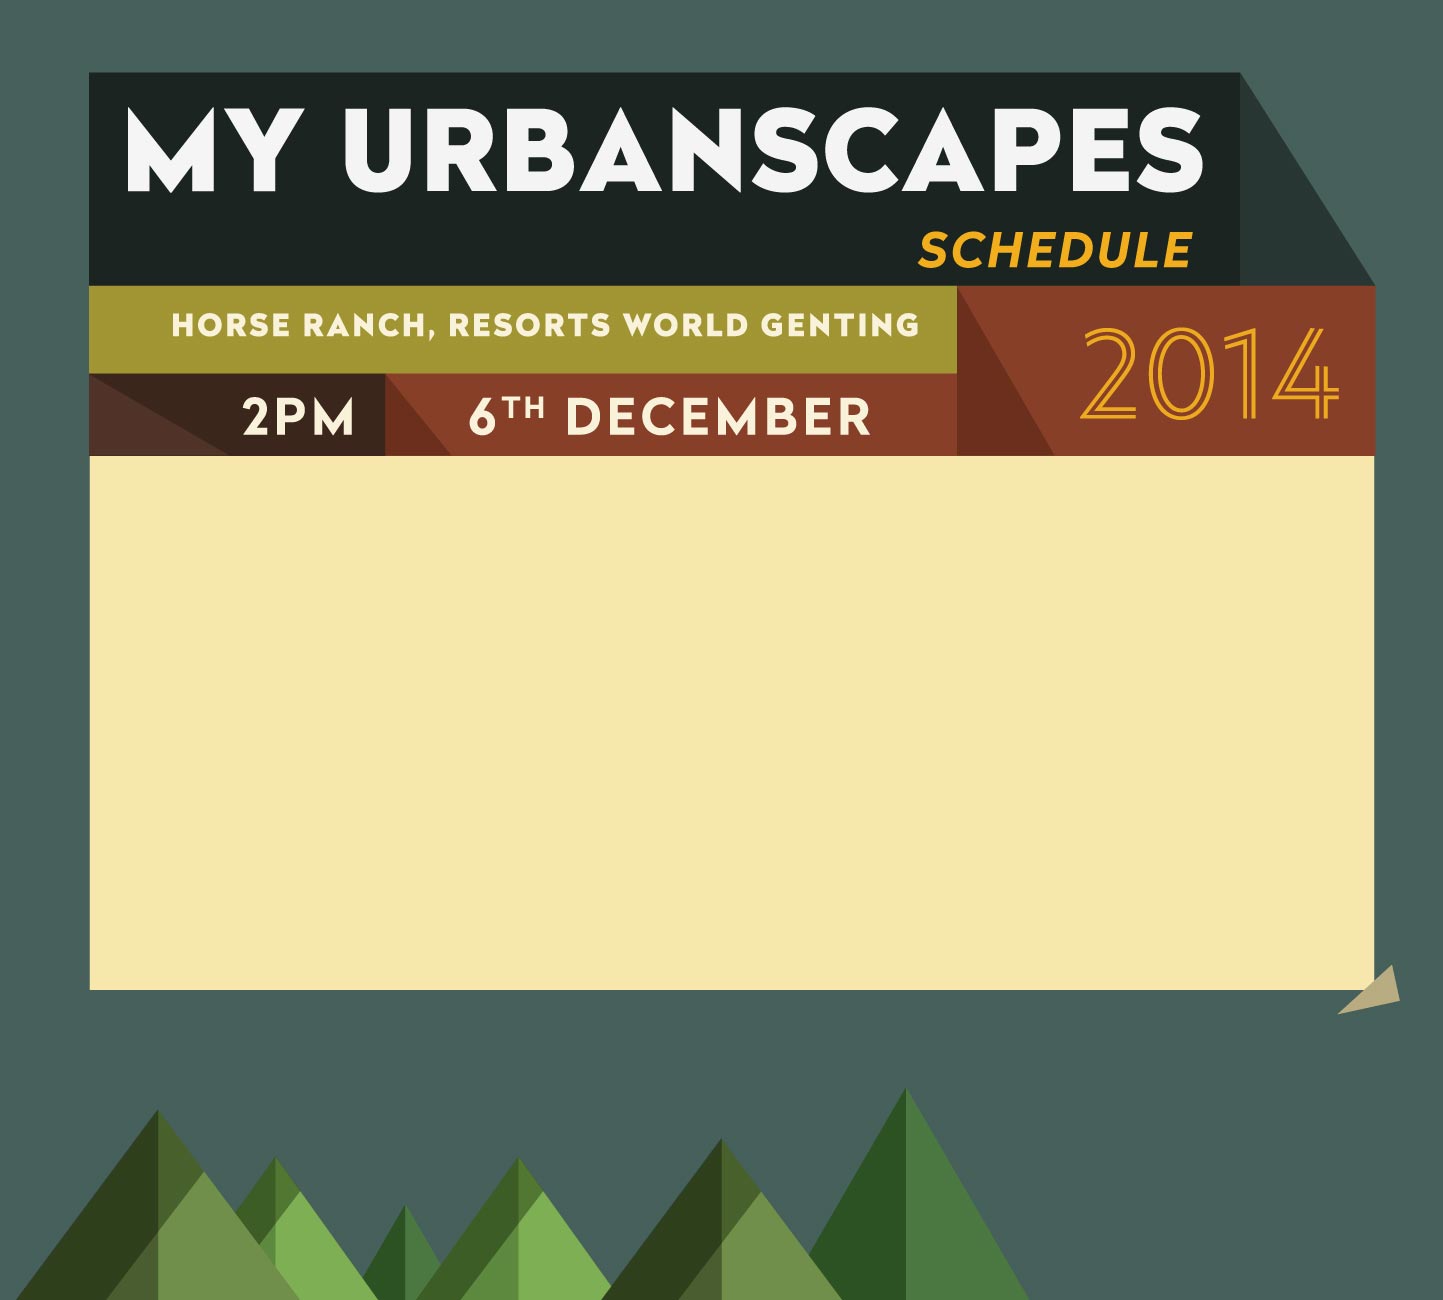 MY URBANSCAPES
SCHEDULE
HORSE RANCH, RESORTS WORLD GENTING
2014
2PM
6TH DECEMBER